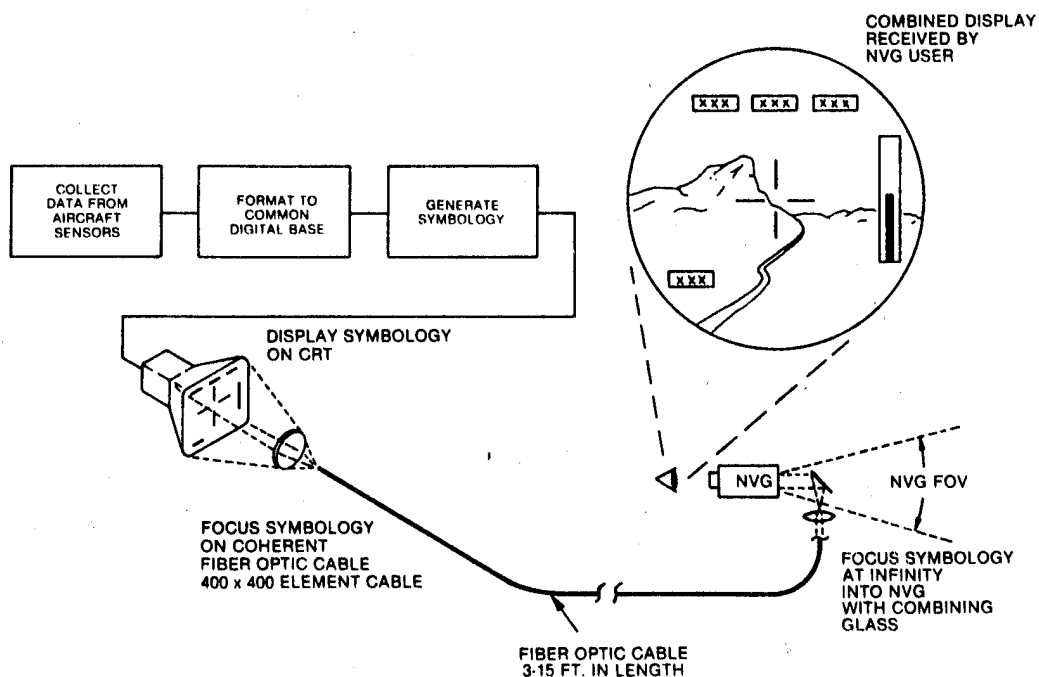 COMBINED DISPLAY
RECEIVED BY
NVG USER
xxx xxx xxx
COLLECT
DATA FROM
AIRCRAFT
SENSORS
FORMAT TO
COMMON
DIGITAL BASE
GENERATE
SYMBOLOGY
xxx
DISPLAY SYMBOLOGY
ON CRT
NVG
NVG FOV
FOCUS SYMBOLOGY
ON COHERENT
FIBER OPTIC CABLE
400 x 400 ELEMENT CABLE
FOCUS SYMBOLOGY
AT INFINITY
INTO NVG
WITH COMBINING
GLASS
FIBER OPTIC CABLE
3-15 FT. IN LENGTH